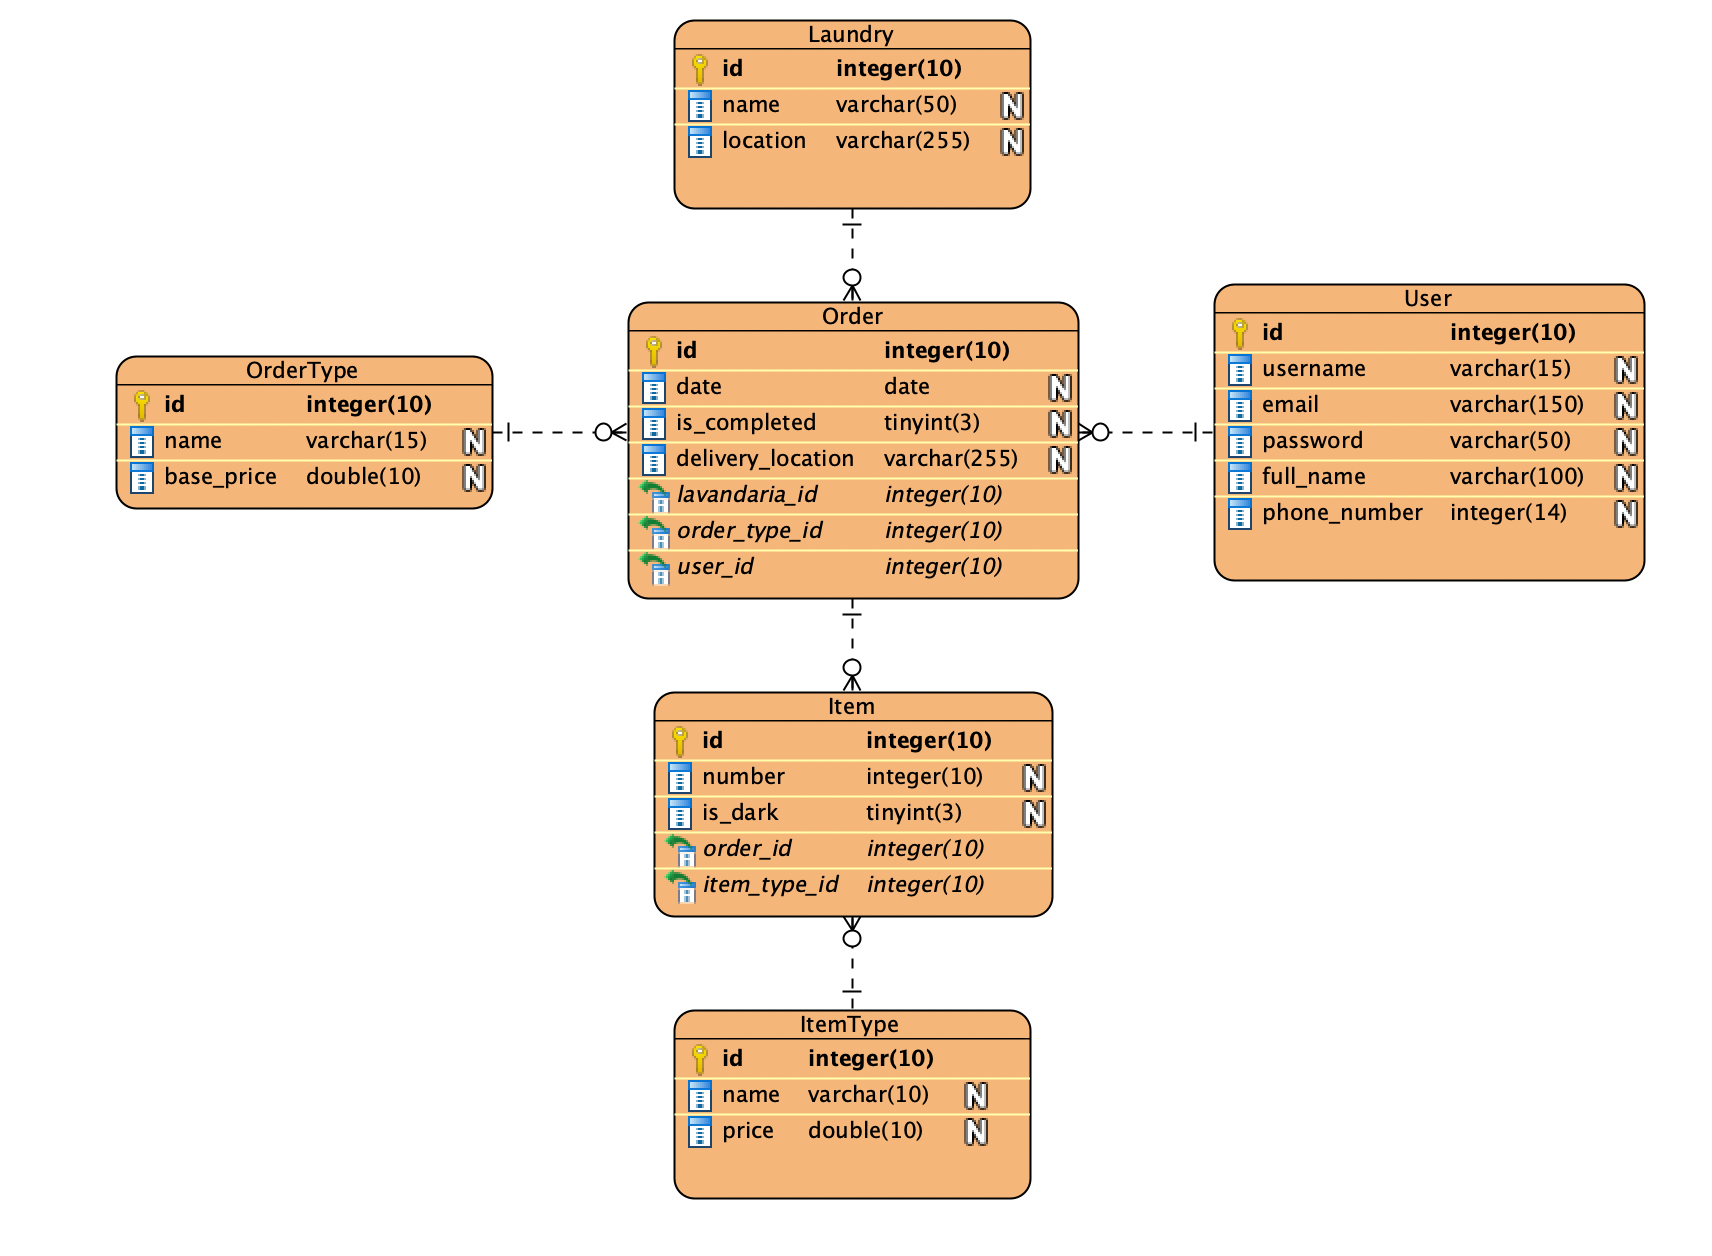 Laundry
id integer(10)
name varchar(50) N
location varchar(255) N
OrderType
id integer(10)
name varchar(15) N
base_price double(10) N
Order
id integer(10)
date date N
is_completed tinyint(3) N
delivery_location varchar(255) N
lavandaria_id integer(10)
order_type_id integer(10)
user_id integer(10)
User
id integer(10)
username varchar(15) N
email varchar(150) N
password varchar(50) N
full_name varchar(100) N
phone_number integer(14) N
Item
id integer(10)
number integer(10) N
is_dark tinyint(3) N
order_id integer(10)
item_type_id integer(10)
ItemType
id integer(10)
name varchar(10) N
price double(10) N